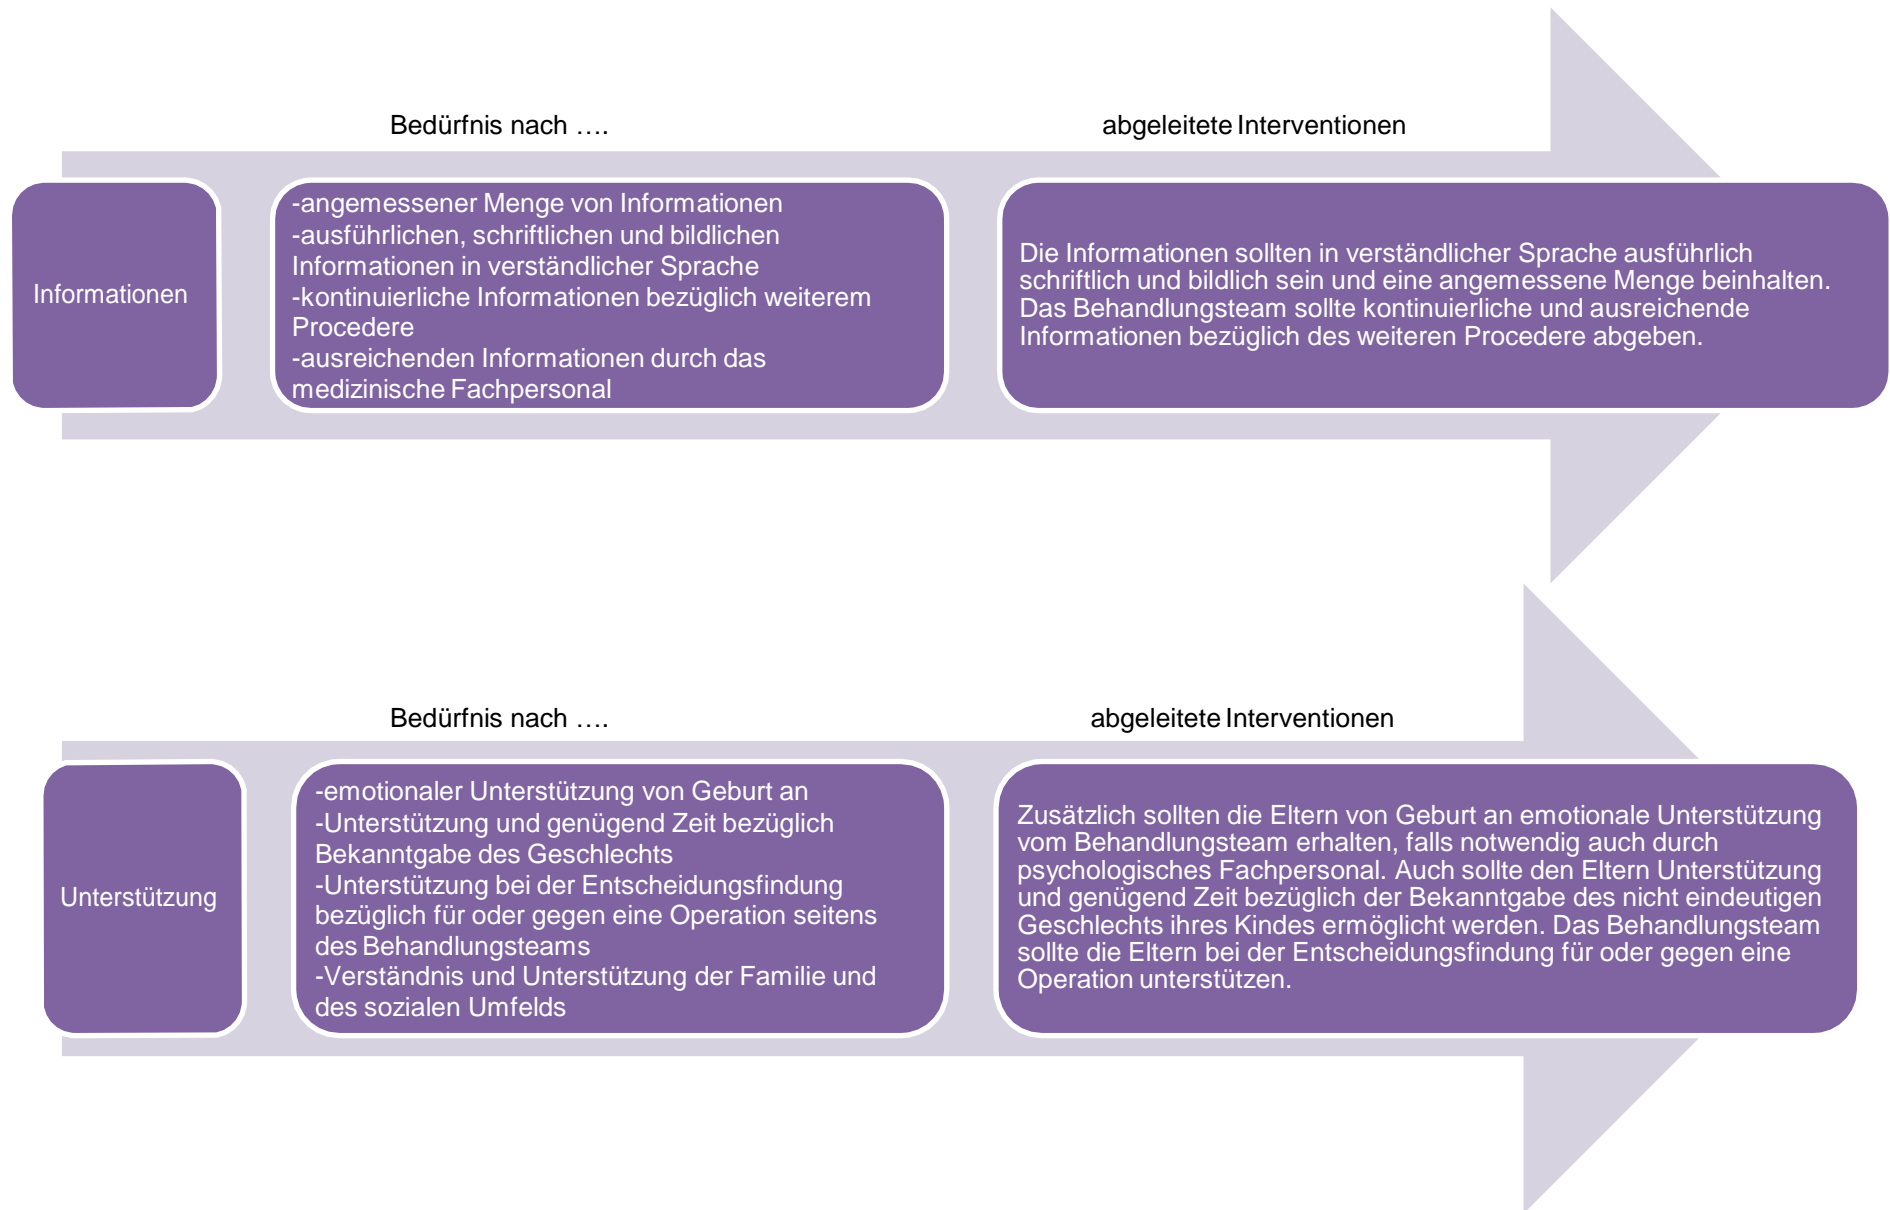 Bedürfnis nach ….
abgeleitete Interventionen
Informationen
-angemessener Menge von Informationen
-ausführlichen, schriftlichen und bildlichen
Informationen in verständlicher Sprache
-kontinuierliche Informationen bezüglich weiterem
Procedere
-ausreichenden Informationen durch das
medizinische Fachpersonal
Die Informationen sollten in verständlicher Sprache ausführlich
schriftlich und bildlich sein und eine angemessene Menge beinhalten.
Das Behandlungsteam sollte kontinuierliche und ausreichende
Informationen bezüglich des weiteren Procedere abgeben.
Bedürfnis nach ….
abgeleitete Interventionen
Unterstützung
-emotionaler Unterstützung von Geburt an
-Unterstützung und genügend Zeit bezüglich
Bekanntgabe des Geschlechts
-Unterstützung bei der Entscheidungsfindung
bezüglich für oder gegen eine Operation seitens
des Behandlungsteams
-Verständnis und Unterstützung der Familie und
des sozialen Umfelds
Zusätzlich sollten die Eltern von Geburt an emotionale Unterstützung
vom Behandlungsteam erhalten, falls notwendig auch durch
psychologisches Fachpersonal. Auch sollte den Eltern Unterstützung
und genügend Zeit bezüglich der Bekanntgabe des nicht eindeutigen
Geschlechts ihres Kindes ermöglicht werden. Das Behandlungsteam
sollte die Eltern bei der Entscheidungsfindung für oder gegen eine
Operation unterstützen.